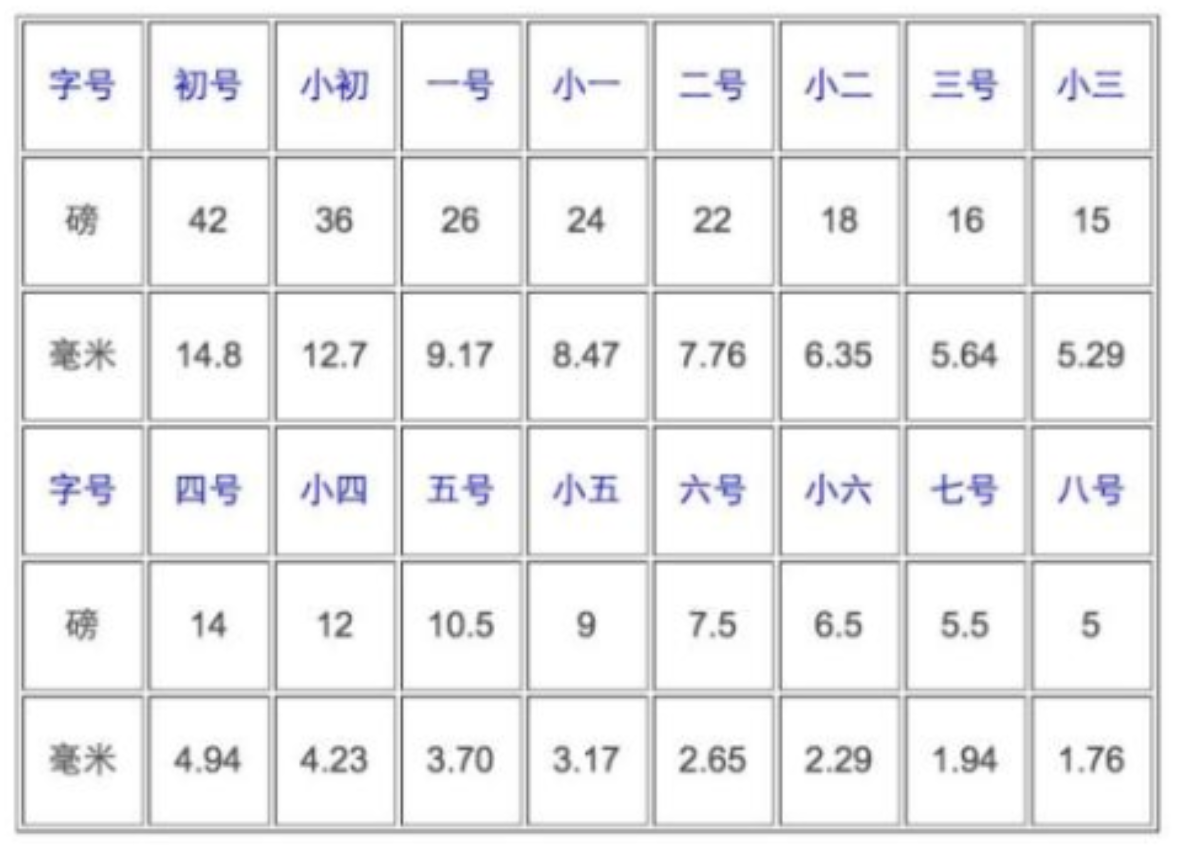 字号 初号 小初 一号 小一 二号 小二 三号 小三
磅 42 36 26 24 22 18 16 15
毫米 14.8 12.7 9.17 8.47 7.76 6.35 5.64 5.29
字号 四号 小四 五号 小五 六号 小六 七号 八号
磅 14 12 10.5 9 7.5 6.5 5.5 5
毫米 4.94 4.23 3.70 3.17 2.65 2.29 1.94 1.76